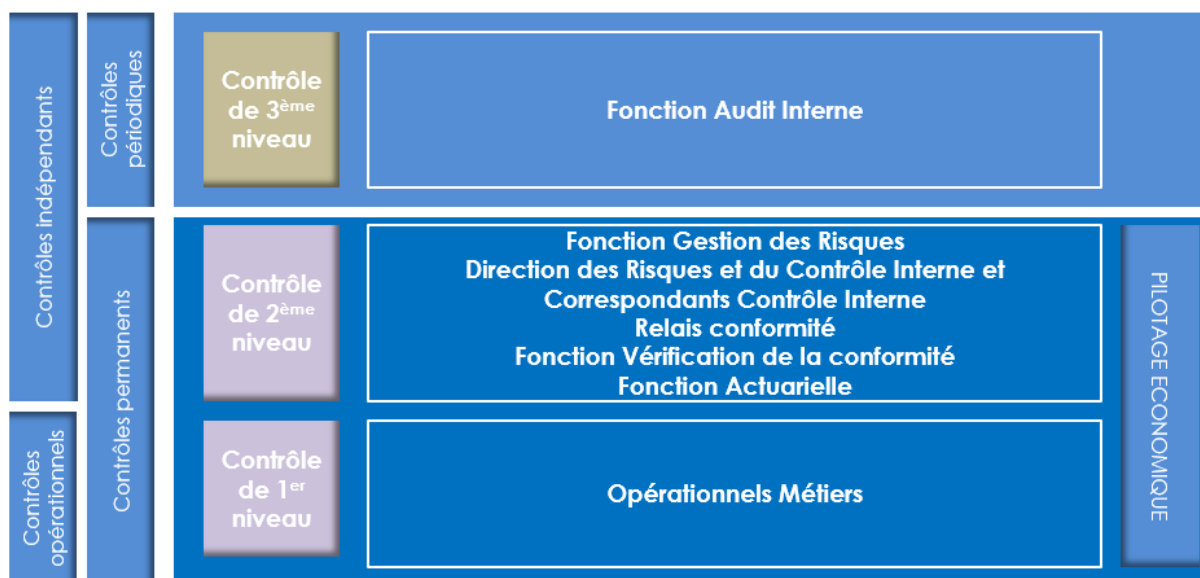 Contrôles indépendants
Contrôles
périodiques
Contrôle
de 3ème
niveau
Fonction Audit Interne
Contrôles permanents
Contrôle
de 2ème
niveau
Fonction Gestion des Risques
Direction des Risques et du Contrôle Interne et
Correspondants Contrôle Interne
Relais conformité
Fonction Vérification de la conformité
Fonction Actuarielle
PILOTAGE ECONOMIQUE
Contrôles
opérationnels
Contrôle
de 1er
niveau
Opérationnels Métiers